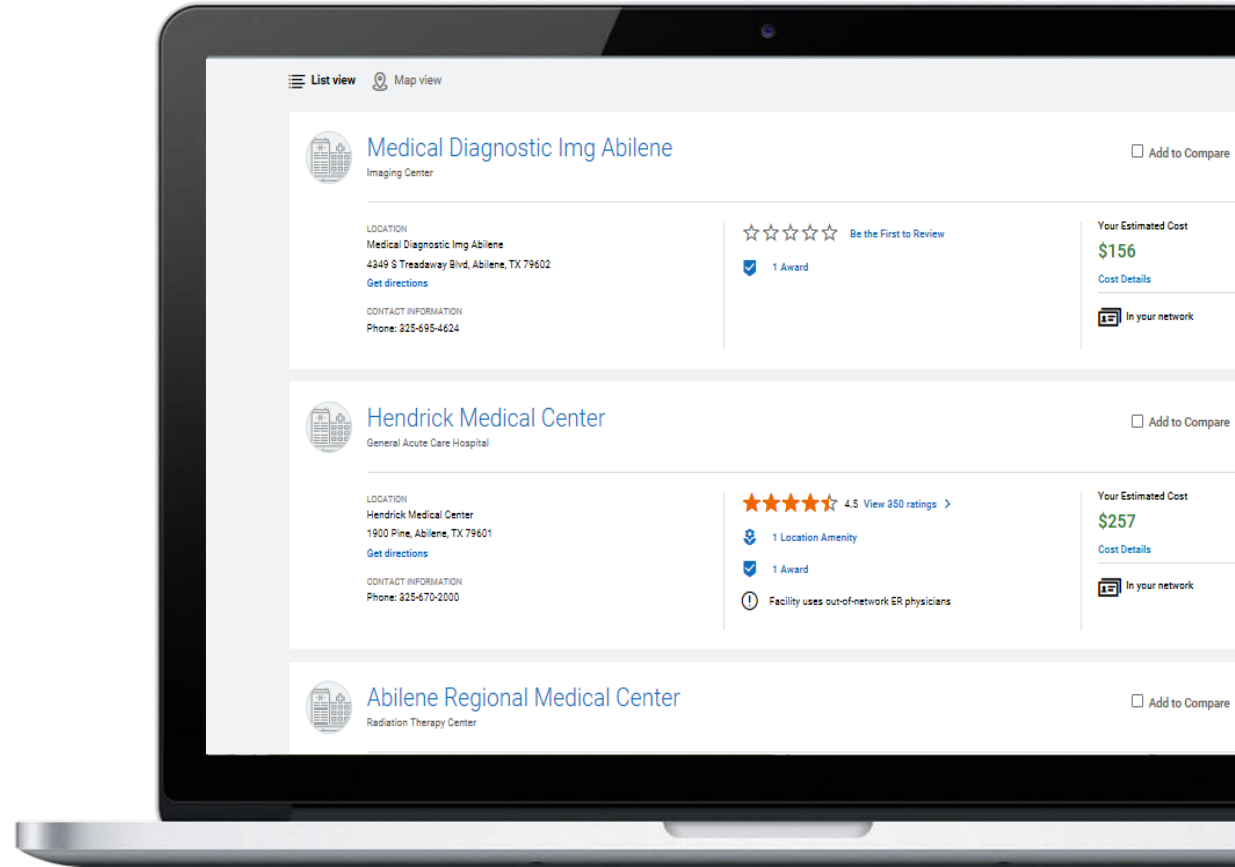 List view Map view
Medical Diagnostic Img Abilene
Add to Compare
Imaging Center
LOCATION
Medical Diagnostic Img Abilene
4349 S Treadaway Blvd, Abilene, TX 79602
Get directions
CONTACT INFORMATION
Phone: 325-695-4624
Be the First to Review
1 Award
Your Estimated Cost
$156
Cost Details
In your network
Hendrick Medical Center
Add to Compare
General Acute Care Hospital
LOCATION
Hendrick Medical Center
1900 Pine, Abilene, TX 79601
Get directions
CONTACT INFORMATION
Phone: 325-670-2000
4.5 View 350 ratings >
1 Location Amenity
1 Award
Facility uses out-of-network ER physicians
Your Estimated Cost
$257
Cost Details
In your network
Abilene Regional Medical Center
Add to Compare
Radiation Therapy Center